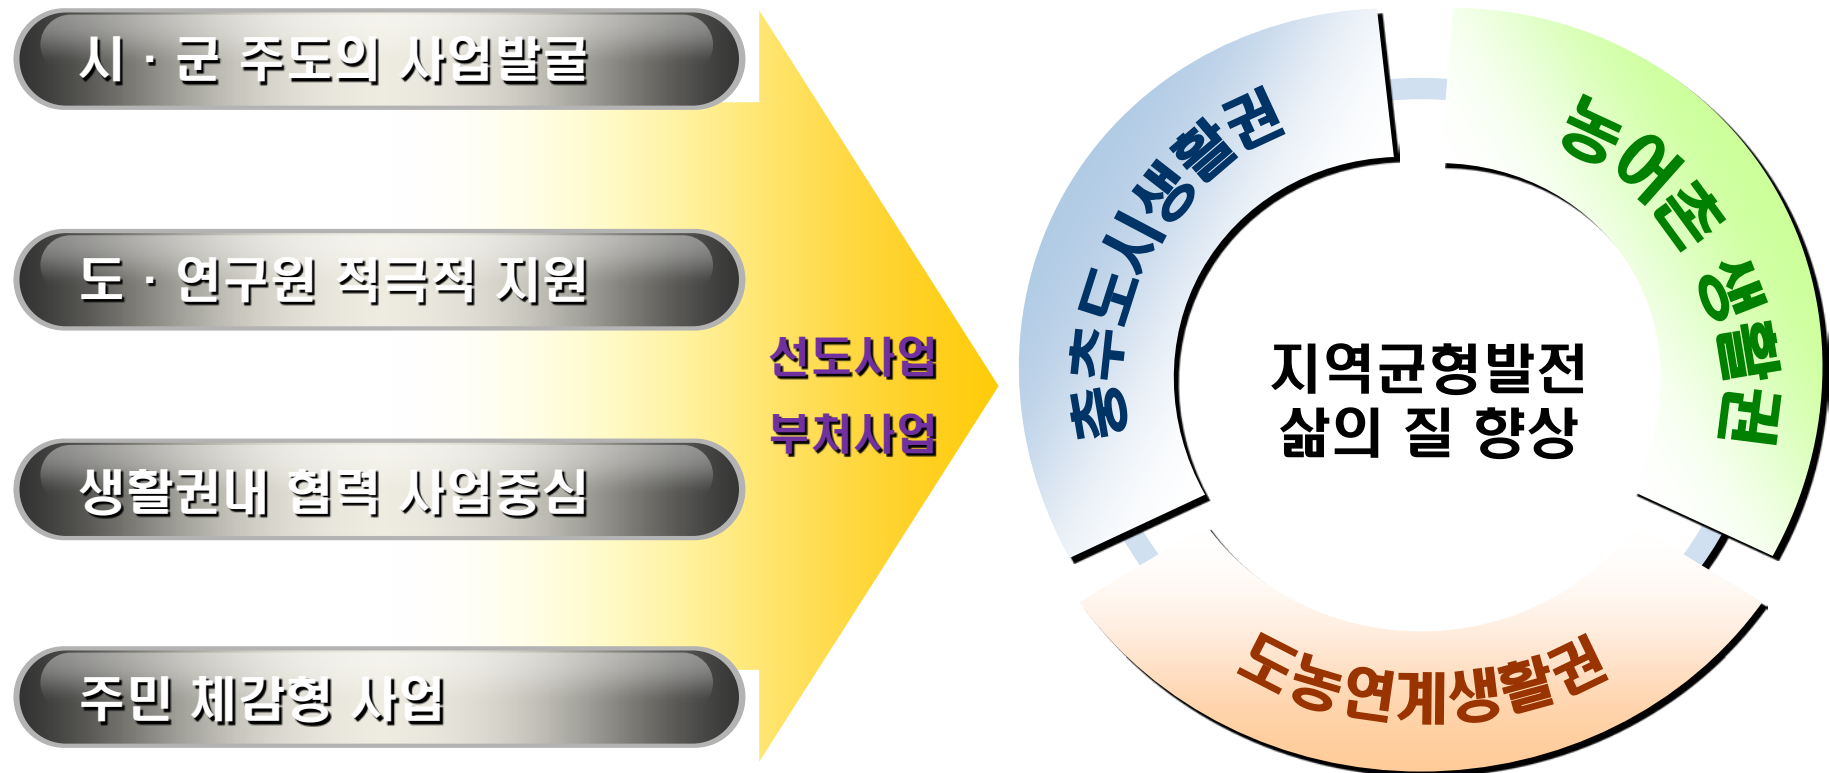 시 · 군 주도의 사업발굴
도 · 연구원 적극적 지원
생활권내 협력 사업중심
주민 체감형 사업
선도사업
부처사업
중추도시생활권
농어촌 생활권
도농연계생활권
지역균형발전
삶의 질 향상